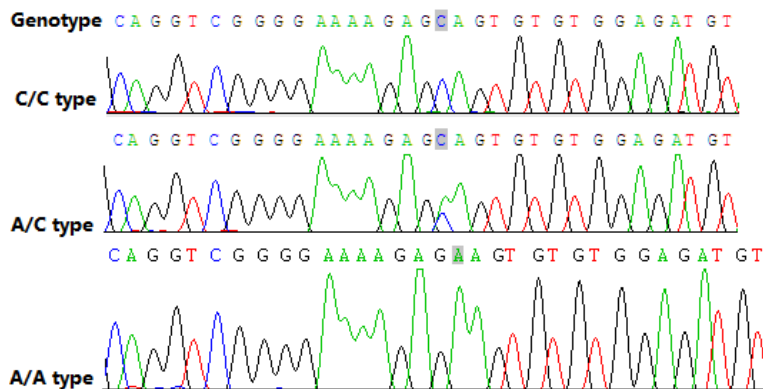 Genotype C A G G T C G G G G A A A A G A G C A G T G T G T G G A G A T G T
C/C type
C A G G T C G G G G A A A A G A G C A G T G T G T G G A G A T G T
A/C type
C A G G T C G G G G A A A A G A G A A G T G T G T G G A G A T G T
A/A type